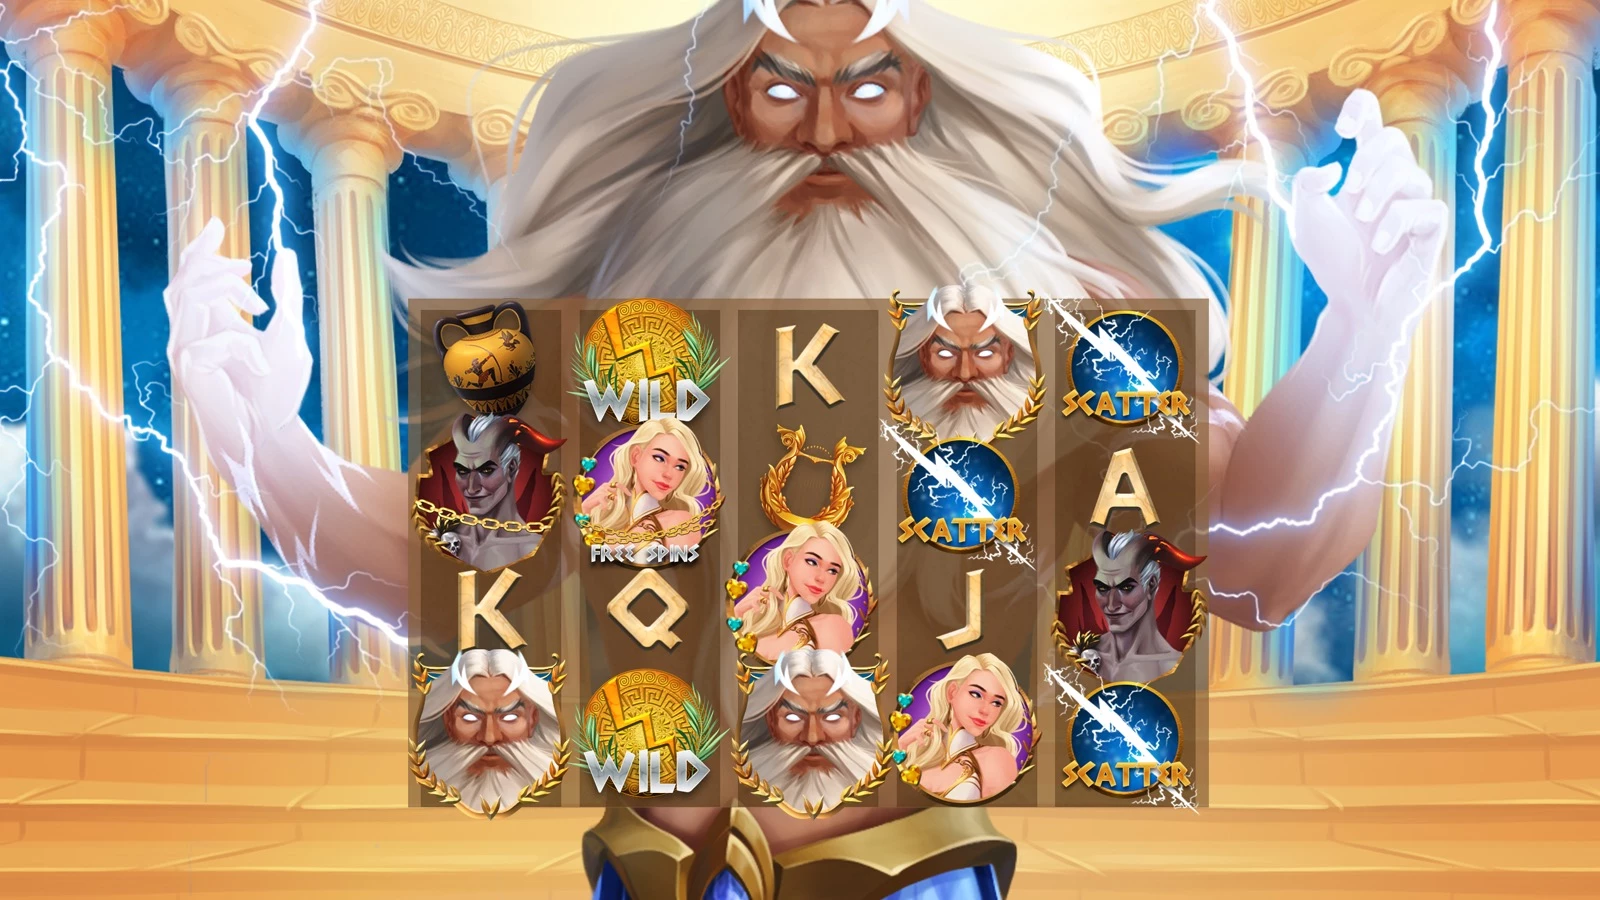 WILD
K
SCATTER
SCATTER
A
FREE SPINS
K
Q
J
WILD
SCATTER